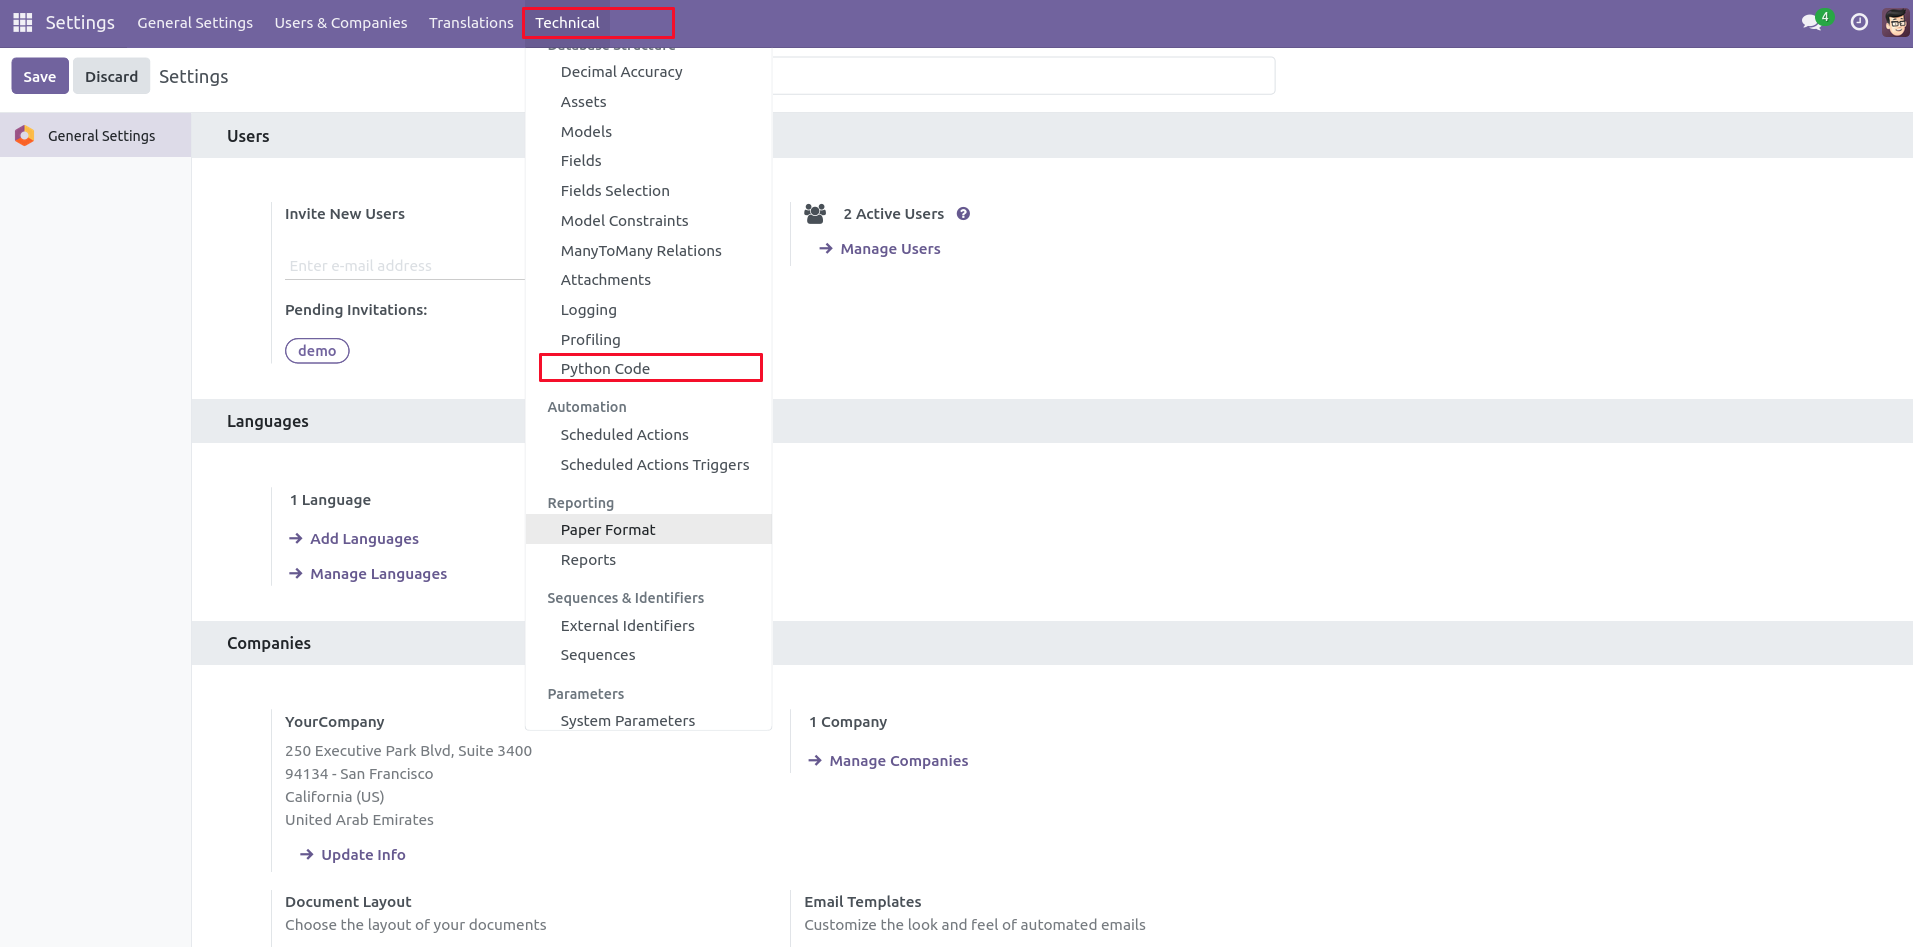 Settings General Settings Users & Companies Translations Technical 4
Save Discard Settings
General Settings
Database Structure
Decimal Accuracy
Assets
Models
Fields
Fields Selection
Model Constraints
ManyToMany Relations
Attachments
Logging
Profiling
Python Code
Automation
Scheduled Actions
Scheduled Actions Triggers
Reporting
Paper Format
Reports
Sequences & Identifiers
External Identifiers
Sequences
Parameters
System Parameters
Users
Invite New Users
Enter e-mail address
Pending Invitations:
demo
2 Active Users ?
Manage Users
Languages
1 Language
Add Languages
Manage Languages
Companies
YourCompany
250 Executive Park Blvd, Suite 3400
94134 - San Francisco
California (US)
United Arab Emirates
Update Info
1 Company
Manage Companies
Document Layout
Choose the layout of your documents
Email Templates
Customize the look and feel of automated emails